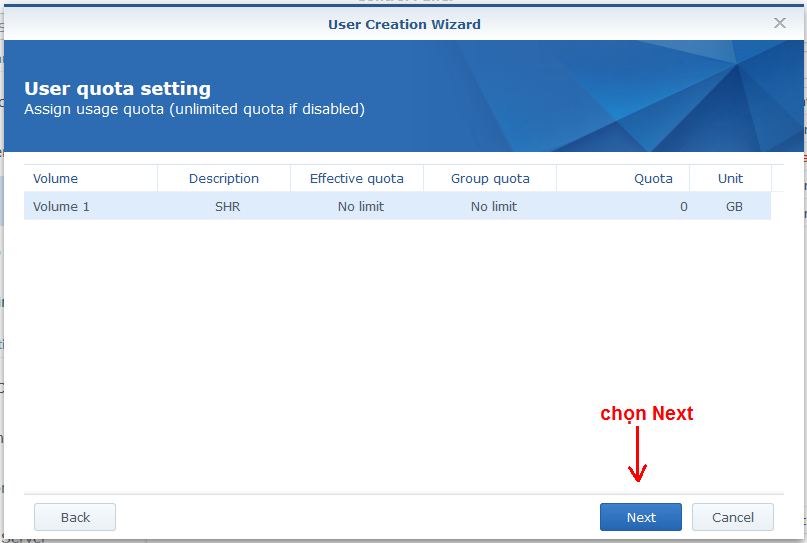 User Creation Wizard
User quota setting
Assign usage quota (unlimited quota if disabled)
Volume Description Effective quota Group quota Quota Unit
Volume 1 SHR No limit No limit 0 GB
chọn Next
Back Next Cancel
Server